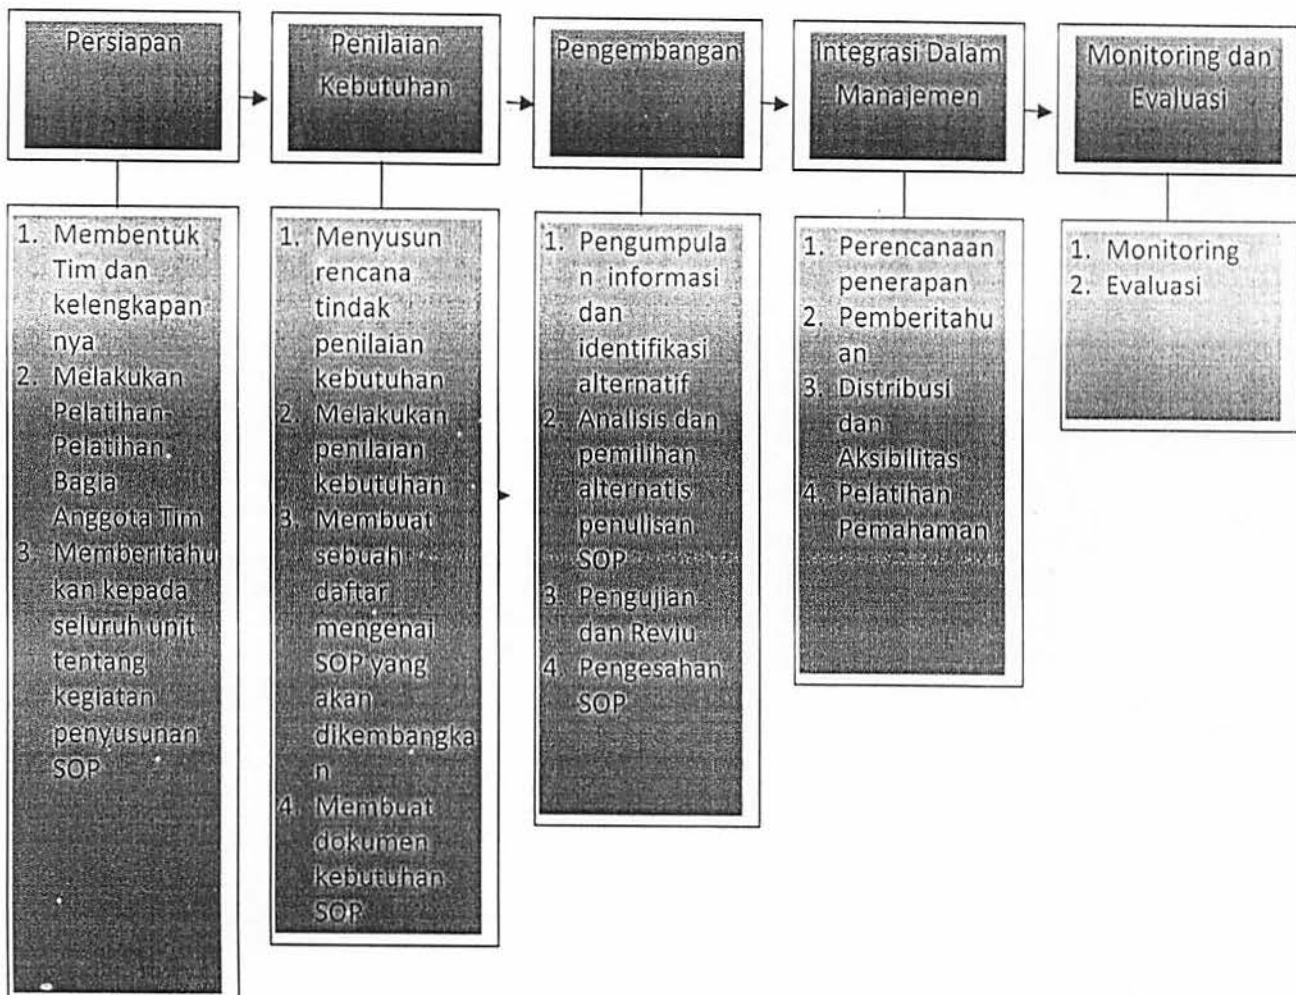 Persiapan
Penilaian
Kebutuhan
Pengembangan
Integrasi Dalam
Manajemen
Monitoring dan
Evaluasi
1. Membentuk
Tim dan
kelengkapan
nya
2. Melakukan
Pelatihan-
Pelatihan
Bagia
Anggota Tim
3. Memberitahu
kan kepada
seluruh unit
tentang
kegiatan
penyusunan
SOP
1. Menyusun
rencana
tindak
penilaian
kebutuhan
2. Melakukan
penilaian
kebutuhan
3. Membuat
sebuah
daftar
mengenai
SOP yang
akan
dikembangka
n
4. Membuat
dokumen
kebutuhan
SOP
1. Pengumpula
n informasi
dan
identifikasi
alternatif
2. Analisis dan
pemilihan
alternatis
penulisan
SOP
3. Pengujian
dan Reviu
4. Pengesahan
SOP
1. Perencanaan
penerapan
2. Pemberitahu
an
3. Distribusi
dan
Aksibilitas
4. Pelatihan
Pemahaman
1. Monitoring
2. Evaluasi